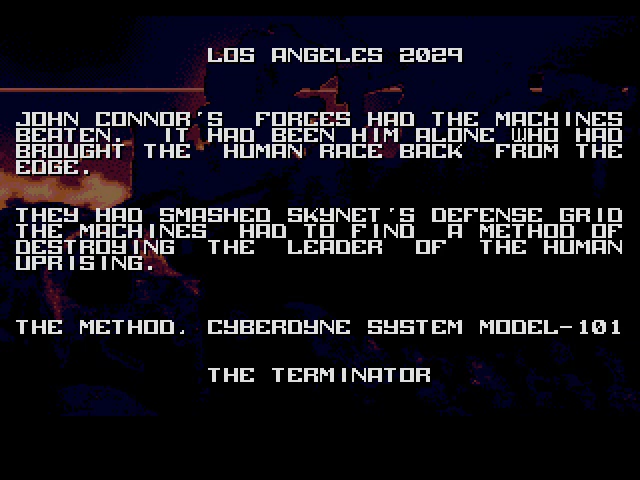 LOS ANGELES 2029
JOHN CONNOR'S FORCES HAD THE MACHINES
BEATEN. IT HAD BEEN HIM ALONE WHO HAD
BROUGHT THE HUMAN RACE BACK FROM THE
EDGE.
THEY HAD SMASHED SKYNET'S DEFENSE GRID
THE MACHINES HAD TO FIND A METHOD OF
DESTROYING THE LEADER OF THE HUMAN
UPRISING.
THE METHOD. CYBERDYNE SYSTEM MODEL-101
THE TERMINATOR